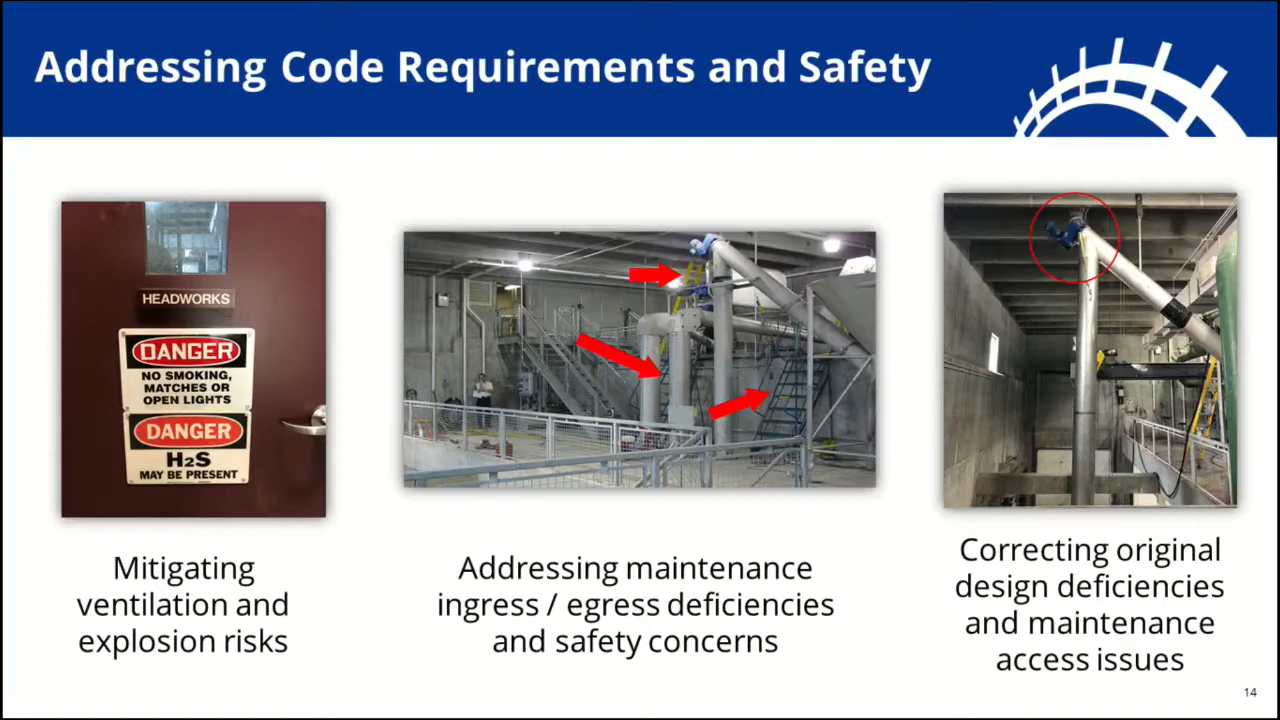 Addressing Code Requirements and Safety
HEADWORKS
DANGER
NO SMOKING,
MATCHES OR
OPEN LIGHTS
DANGER
H2S
MAY BE PRESENT
Mitigating
ventilation and
explosion risks
Addressing maintenance
ingress / egress deficiencies
and safety concerns
Correcting original
design deficiencies
and maintenance
access issues
14